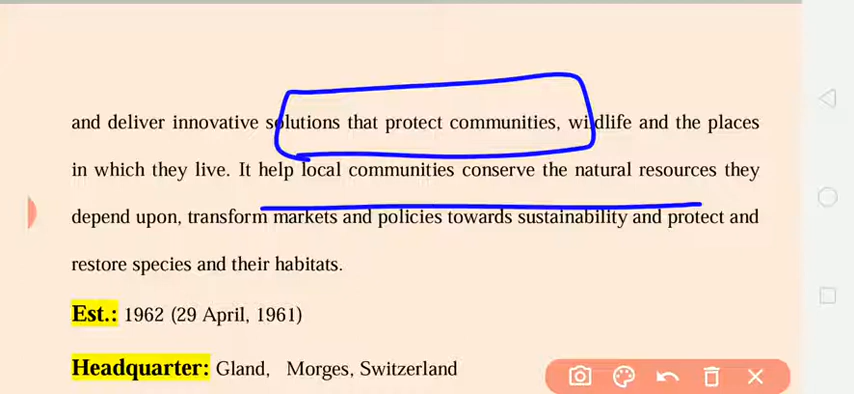 and deliver innovative solutions that protect communities, wildlife and the places
in which they live. It help local communities conserve the natural resources they
depend upon, transform markets and policies towards sustainability and protect and
restore species and their habitats.
Est.: 1962 (29 April, 1961)
Headquarter: Gland, Morges, Switzerland